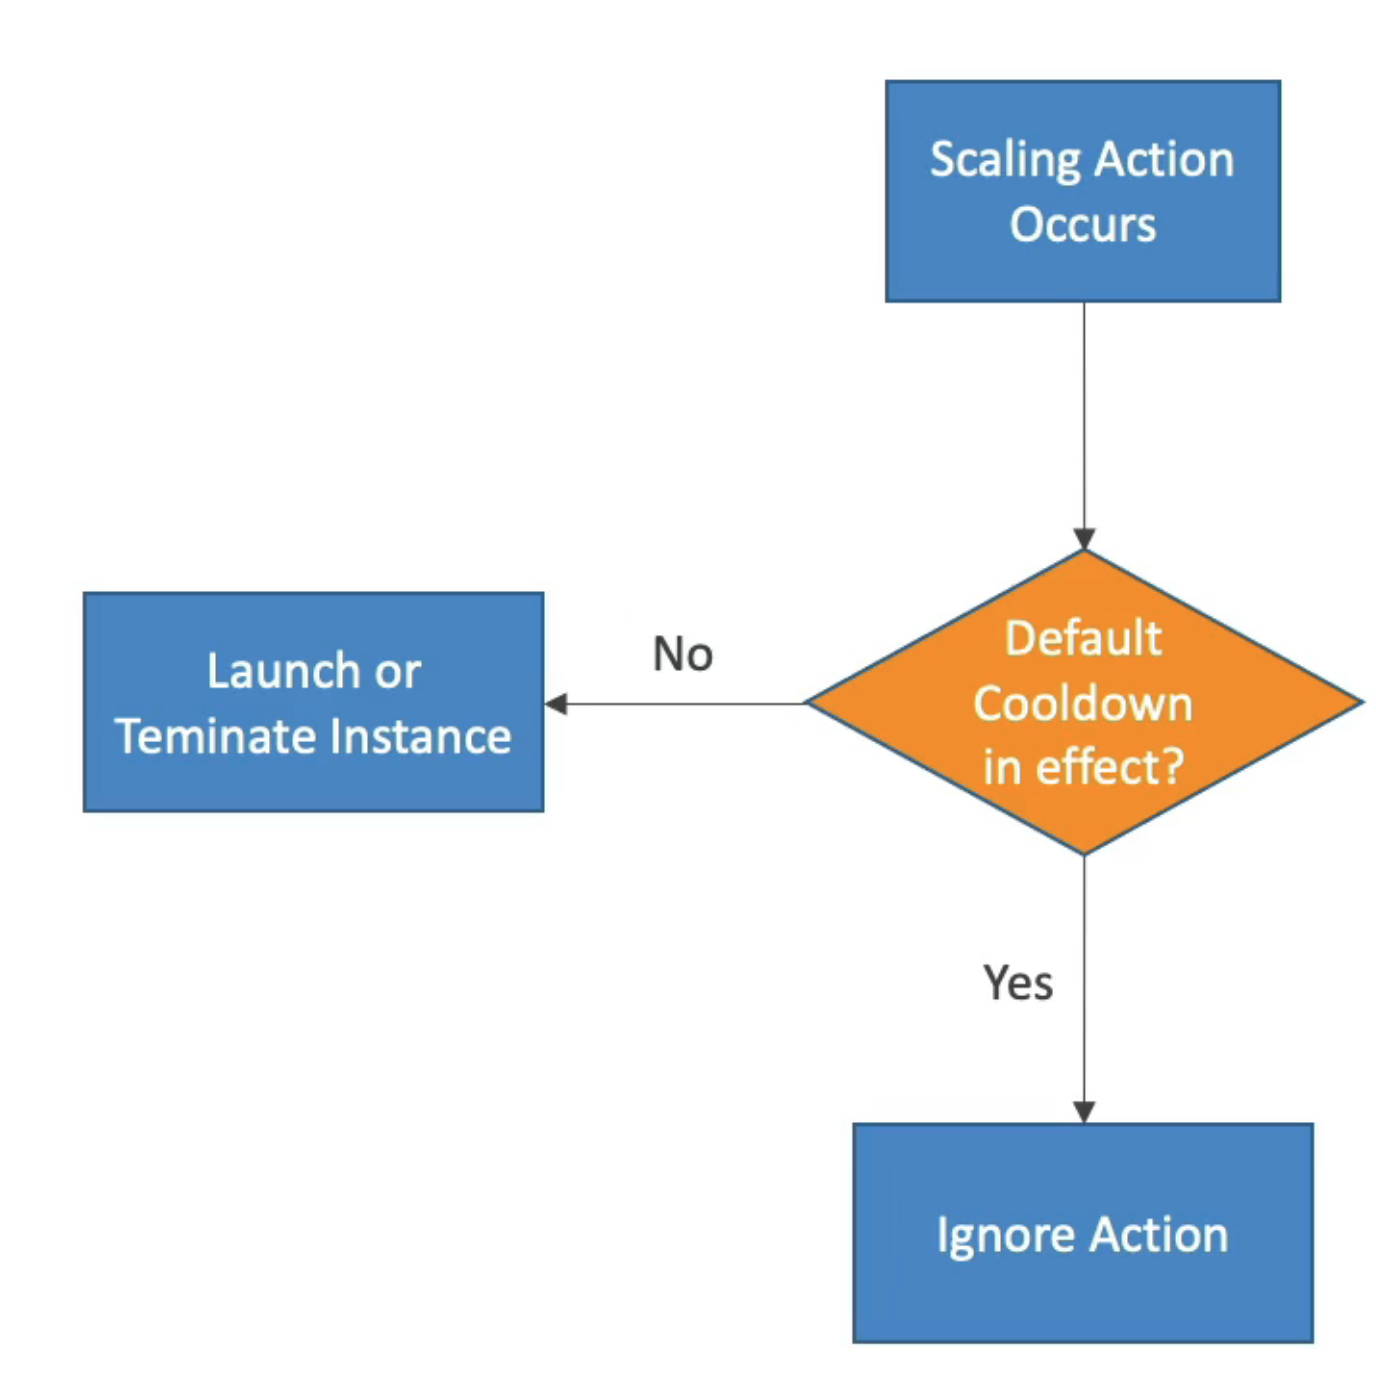 Scaling Action
Occurs
Default
Cooldown
in effect?
No
Launch or
Teminate Instance
Yes
Ignore Action